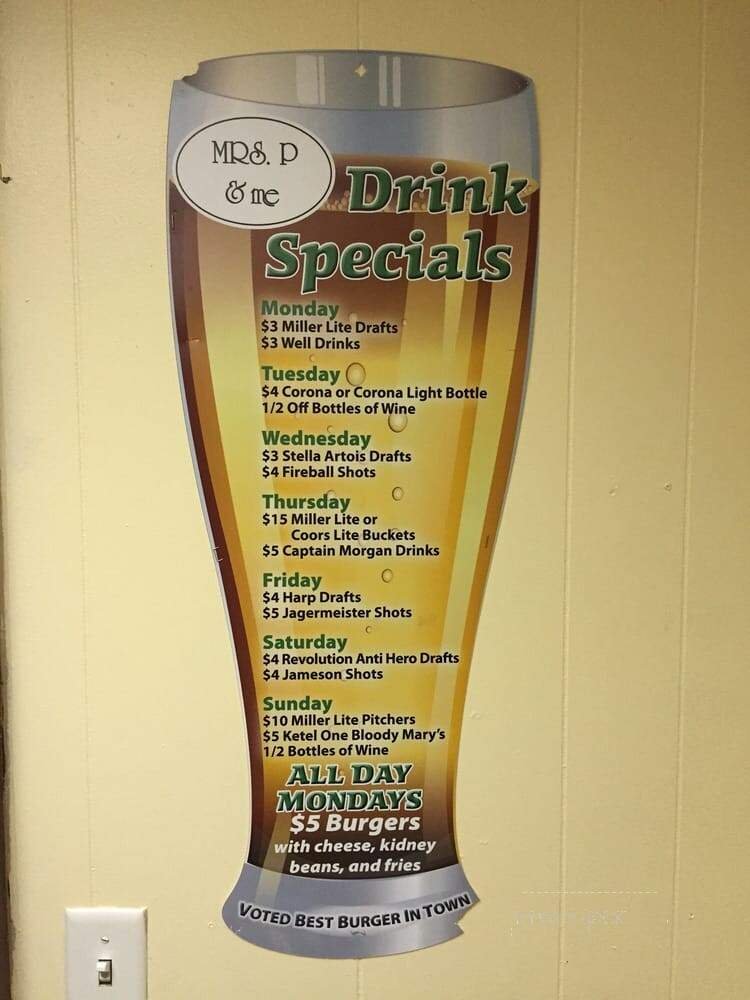 MRS. P
& me
Drink
Specials
Monday
$3 Miller Lite Drafts
$3 Well Drinks
Tuesday
$4 Corona or Corona Light Bottle
1/2 Off Bottles of Wine
Wednesday
$3 Stella Artois Drafts
$4 Fireball Shots
Thursday
$15 Miller Lite or
Coors Lite Buckets
$5 Captain Morgan Drinks
Friday
$4 Harp Drafts
$5 Jagermeister Shots
Saturday
$4 Revolution Anti Hero Drafts
$4 Jameson Shots
Sunday
$10 Miller Lite Pitchers
$5 Ketel One Bloody Mary's
1/2 Bottles of Wine
ALL DAY
MONDAYS
$5 Burgers
with cheese, kidney
beans, and fries
VOTED BEST BURGER IN TOWN